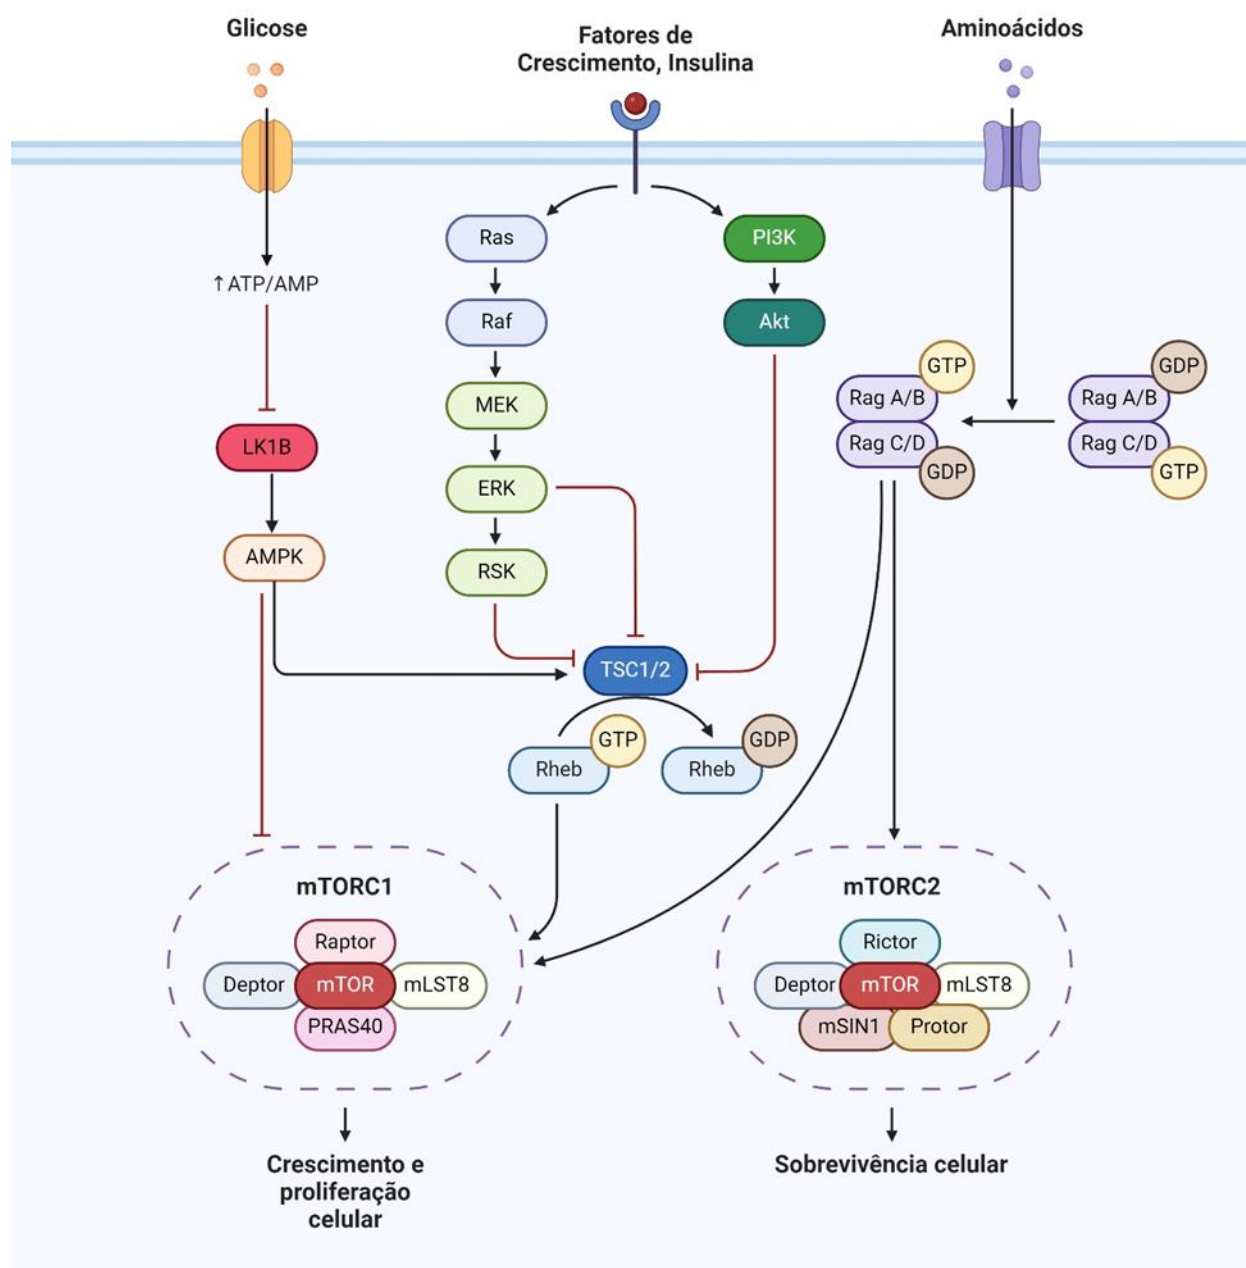 Glicose
Fatores de
Crescimento, Insulina
Aminoácidos
↑ATP/AMP
LK1B
AMPK
Ras
Raf
MEK
ERK
RSK
PI3K
Akt
TSC1/2
Rheb
GTP
Rheb
GDP
Rag A/B
GTP
Rag C/D
GDP
Rag A/B
GDP
Rag C/D
GTP
mTORC1
Raptor
Deptor
mTOR
mLST8
PRAS40
Crescimento e
proliferação
celular
mTORC2
Rictor
Deptor
mTOR
mLST8
mSIN1
Protor
Sobrevivência celular